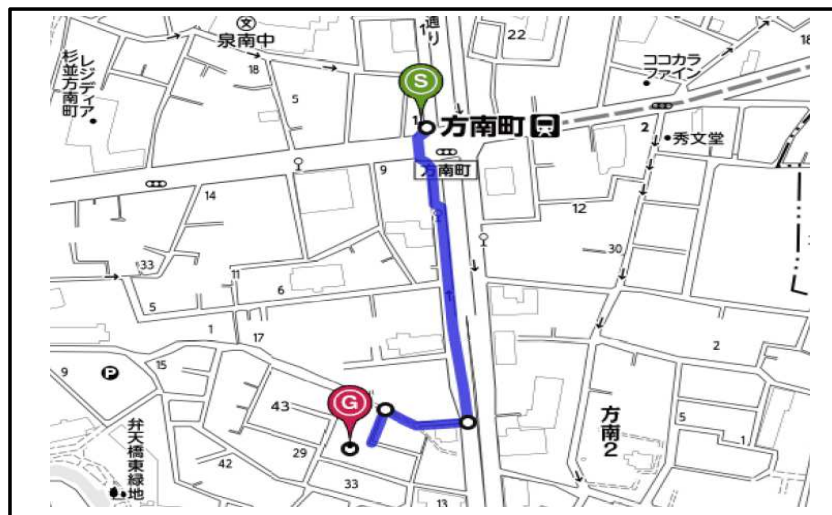 文
泉南中
通り
22
18
ココカラ
ファイン
18
レジディア
杉並方南町
5
S
1
方南町
2
秀文堂
方南町
9
14
12
33
11
6
30
5
1
17
2
15
9
P
43
G
弁天橋東緑地
42
29
33
13
方南2
5
1